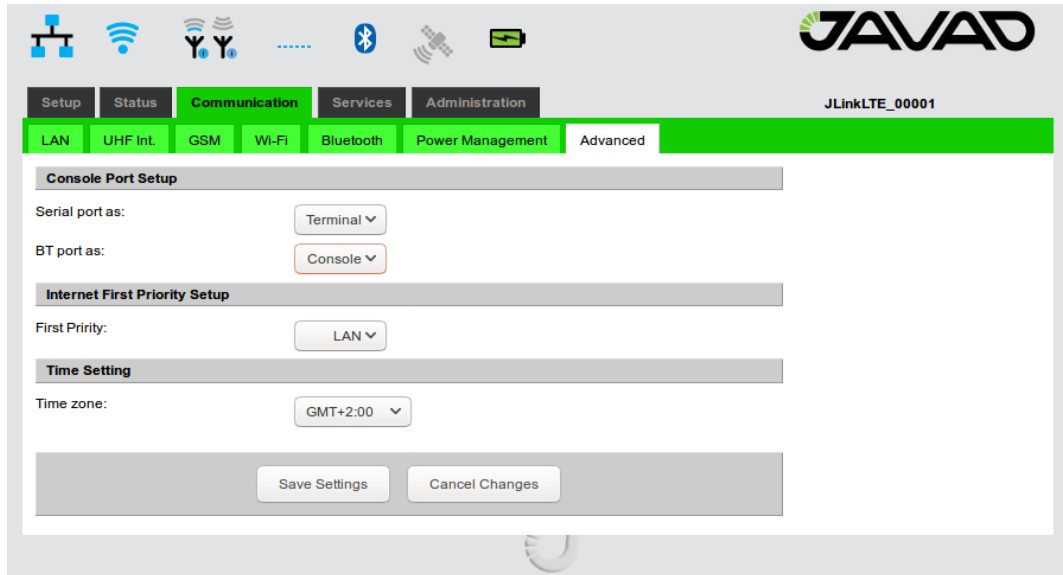 JAVAD
Setup Status Communication Services Administration JLinkLTE_00001
LAN UHF Int. GSM Wi-Fi Bluetooth Power Management Advanced
Console Port Setup
Serial port as: Terminal
BT port as: Console
Internet First Priority Setup
First Pririty: LAN
Time Setting
Time zone: GMT+2:00
Save Settings Cancel Changes